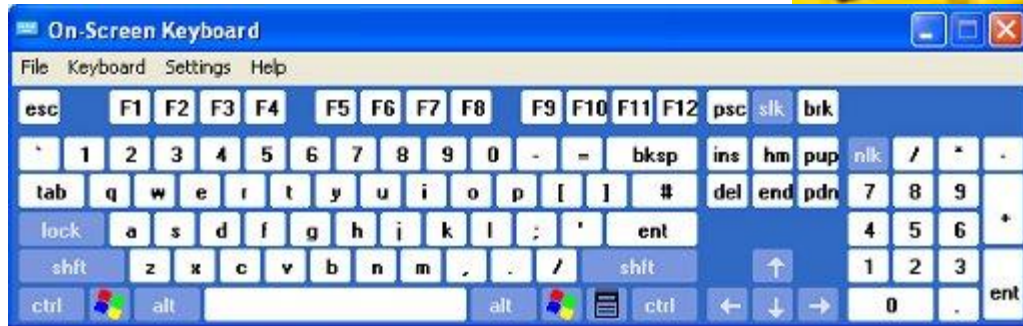 On-Screen Keyboard
File Keyboard Settings Help
esc F1 F2 F3 F4 F5 F6 F7 F8 F9 F10 F11 F12 psc slk brk
` 1 2 3 4 5 6 7 8 9 0 - = bksp ins hm pup nlk / * -
tab q w e r t y u i o p [ ] # del end pdn 7 8 9 +
lock a s d f g h j k l ; ' ent 4 5 6
shft z x c v b n m , . / shft ↑ 1 2 3 ent
ctrl alt alt ctrl ← ↓ → 0 .